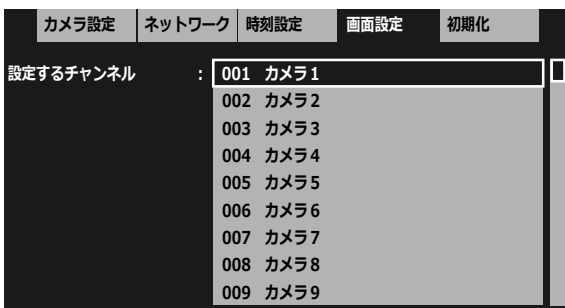 カメラ設定 ネットワーク 時刻設定 画面設定 初期化
設定するチャンネル : 001 カメラ1
002 カメラ2
003 カメラ3
004 カメラ4
005 カメラ5
006 カメラ6
007 カメラ7
008 カメラ8
009 カメラ9